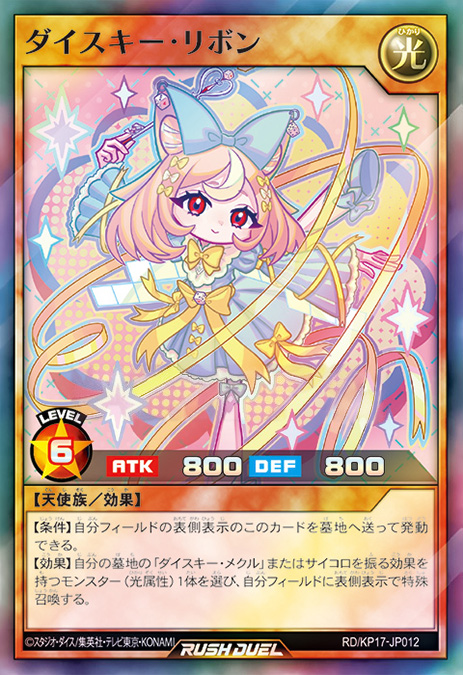 ダイスキー・リボン
ひかり
光
LEVEL
6
ATK 800 DEF 800
【天使族／効果】
【条件】自分フィールドの表側表示のこのカードを墓地へ送って発動
できる。
【効果】自分の墓地の「ダイスキー・メクル」またはサイコロを振る効果を
持つモンスター（光属性）1体を選び、自分フィールドに表側表示で特殊
召喚する。
©スタジオ・ダイス/集英社・テレビ東京・KONAMI
RUSH DUEL
RD/KP17-JP012